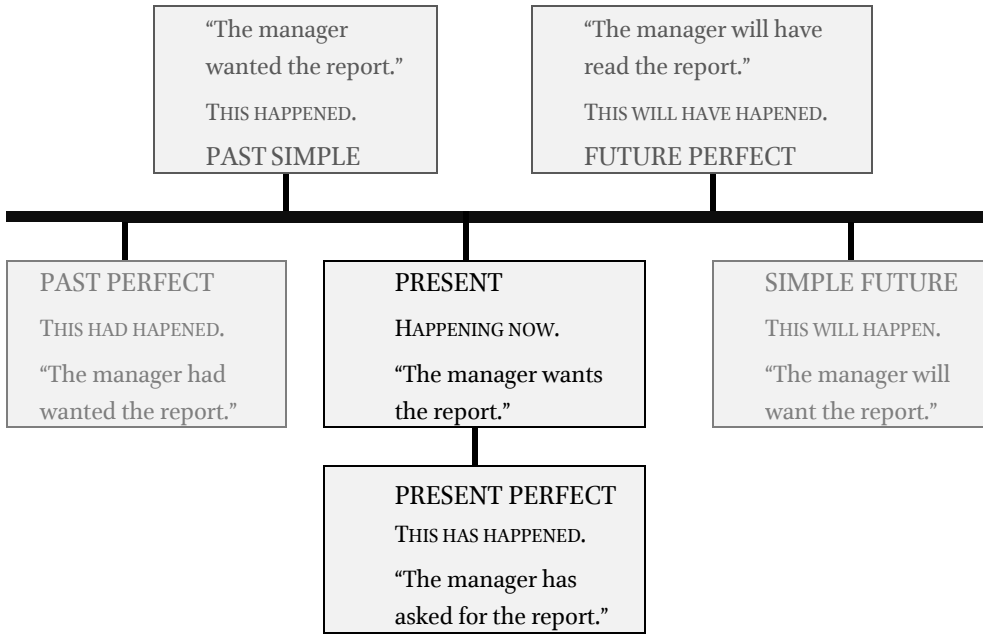 “The manager
wanted the report.”
THIS HAPPENED.
PAST SIMPLE
“The manager will have
read the report.”
THIS WILL HAVE HAPENED.
FUTURE PERFECT
PAST PERFECT
THIS HAD HAPENED.
“The manager had
wanted the report.”
PRESENT
HAPPENING NOW.
“The manager wants
the report.”
SIMPLE FUTURE
THIS WILL HAPPEN.
“The manager will
want the report.”
PRESENT PERFECT
THIS HAS HAPPENED.
“The manager has
asked for the report.”